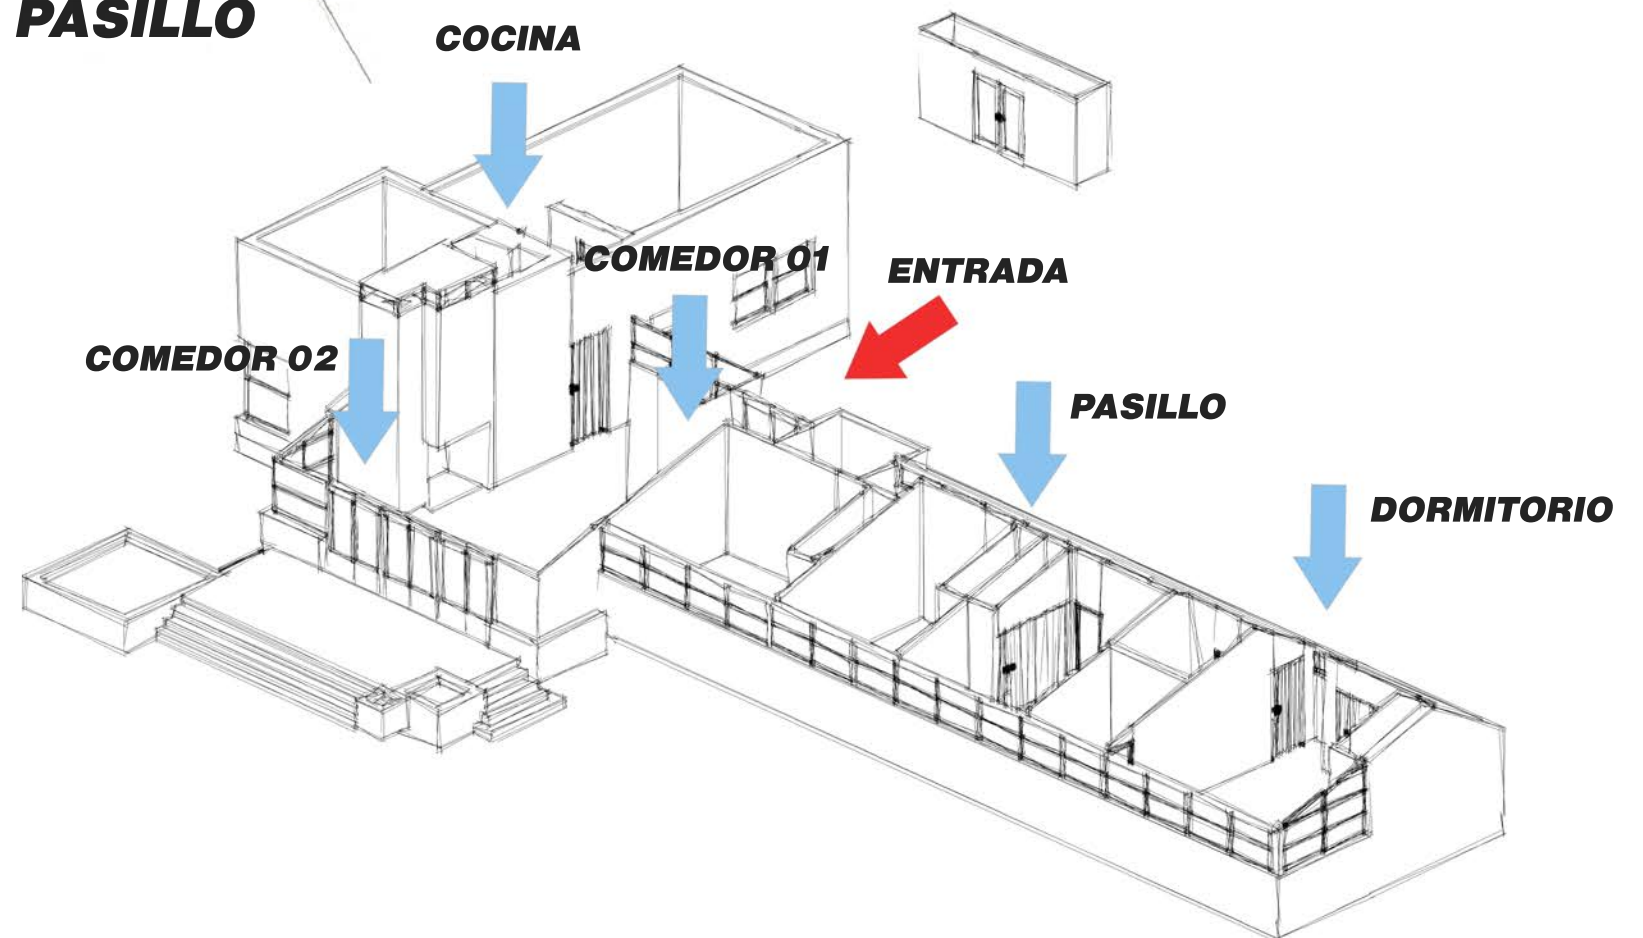 PASILLO
COCINA
COMEDOR 01
ENTRADA
COMEDOR 02
PASILLO
DORMITORIO